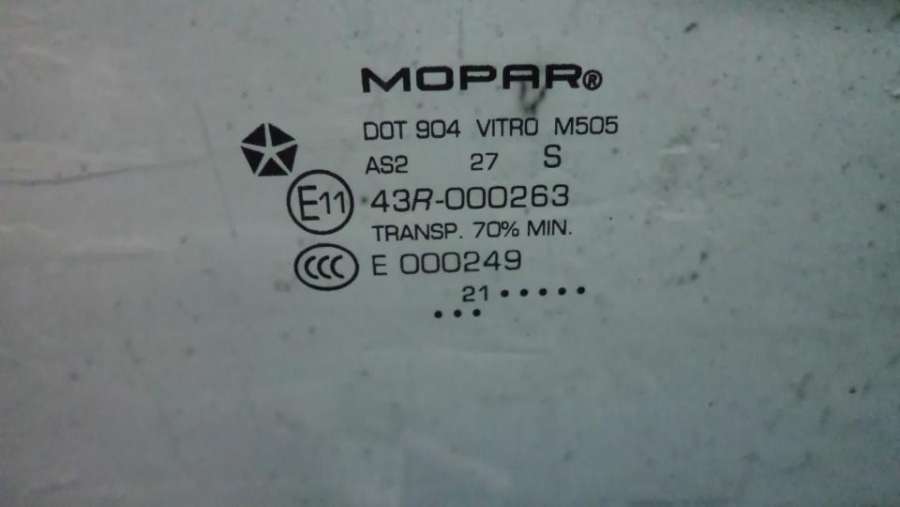 MOPAR®
DOT 904 VITRO M505
AS2 27 S
E11 43R-000263
TRANSP. 70% MIN.
CCC E 000249
21 • • • • •
• • •